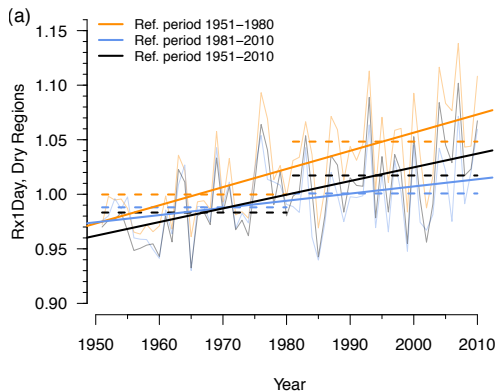 (a)
Ref. period 1951−1980
Ref. period 1981−2010
Ref. period 1951−2010
Rx1Day, Dry Regions
1.15
1.10
1.05
1.00
0.95
0.90
1950 1960 1970 1980 1990 2000 2010
Year